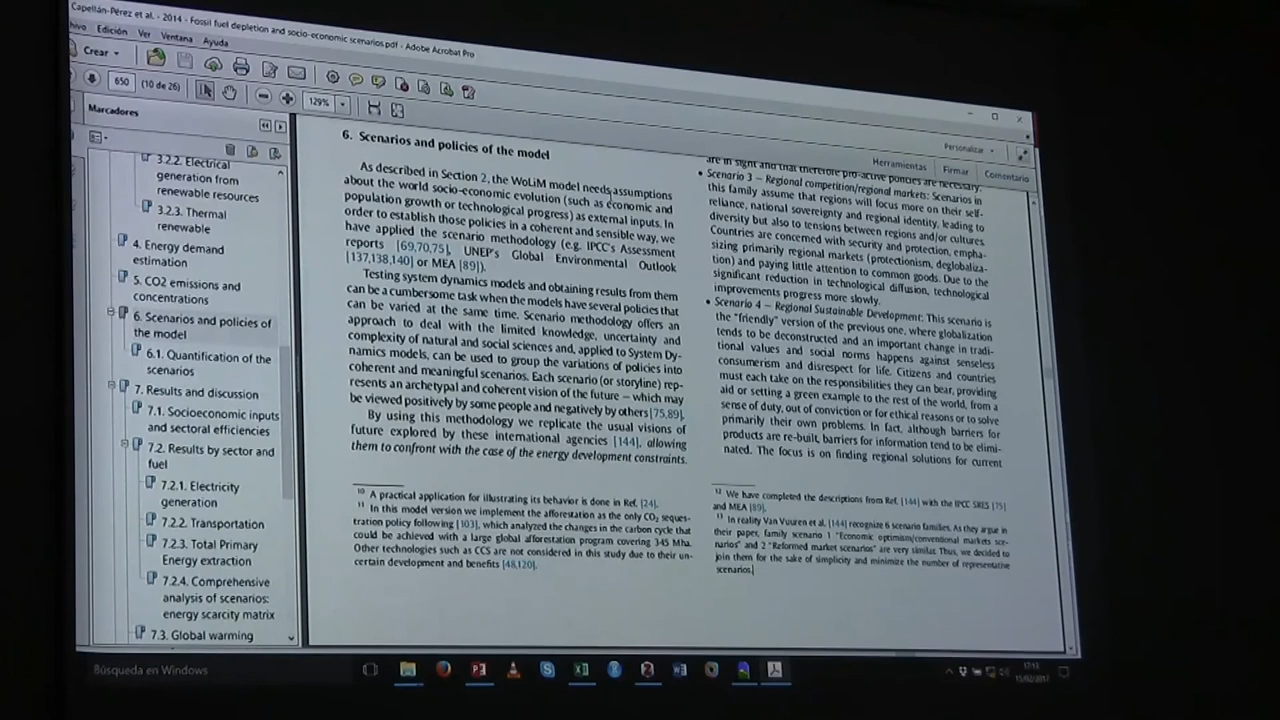 Capellán-Pérez et al. - 2014 - Fossil fuel depletion and socio-economic scenarios.pdf - Adobe Acrobat Pro
hivo Edición Ver Ventana Ayuda
Crear
650 (10 de 26) 129%
Personalizar
Herramientas Firmar Comentario
Marcadores
3.2.2. Electrical
generation from
renewable resources
3.2.3. Thermal
renewable
4. Energy demand
estimation
5. CO2 emissions and
concentrations
6. Scenarios and policies of
the model
6.1. Quantification of the
scenarios
7. Results and discussion
7.1. Socioeconomic inputs
and sectoral efficiencies
7.2. Results by sector and
fuel
7.2.1. Electricity
generation
7.2.2. Transportation
7.2.3. Total Primary
Energy extraction
7.2.4. Comprehensive
analysis of scenarios:
energy scarcity matrix
7.3. Global warming
6. Scenarios and policies of the model
As described in Section 2, the WoLiM model needs assumptions
about the world socio-economic evolution (such as economic and
population growth or technological progress) as external inputs. In
order to establish those policies in a coherent and sensible way, we
have applied the scenario methodology (e.g. IPCC's Assessment
reports [69,70,75], UNEP's Global Environmental Outlook
[137,138,140] or MEA [89]).
Testing system dynamics models and obtaining results from them
can be a cumbersome task when the models have several policies that
can be varied at the same time. Scenario methodology offers an
approach to deal with the limited knowledge, uncertainty and
complexity of natural and social sciences and, applied to System Dy-
namics models, can be used to group the variations of policies into
coherent and meaningful scenarios. Each scenario (or storyline) rep-
resents an archetypal and coherent vision of the future – which may
be viewed positively by some people and negatively by others [75,89].
By using this methodology we replicate the usual visions of
future explored by these international agencies [144], allowing
them to confront with the case of the energy development constraints.
10 A practical application for illustrating its behavior is done in Ref. [24].
11 In this model version we implement the afforestation as the only CO2 seques-
tration policy following [103], which analyzed the changes in the carbon cycle that
could be achieved with a large global afforestation program covering 345 Mha.
Other technologies such as CCS are not considered in this study due to their un-
certain development and benefits [48,120].
are in sight and that therefore pro-active policies are necessary.
• Scenario 3 – Regional competition/regional markets: Scenarios in
this family assume that regions will focus more on their self-
reliance, national sovereignty and regional identity, leading to
diversity but also to tensions between regions and/or cultures.
Countries are concerned with security and protection, empha-
sizing primarily regional markets (protectionism, deglobaliza-
tion) and paying little attention to common goods. Due to the
significant reduction in technological diffusion, technological
improvements progress more slowly.
• Scenario 4 – Regional Sustainable Development: This scenario is
the "friendly" version of the previous one, where globalization
tends to be deconstructed and an important change in tradi-
tional values and social norms happens against senseless
consumerism and disrespect for life. Citizens and countries
must each take on the responsibilities they can bear, providing
aid or setting a green example to the rest of the world, from a
sense of duty, out of conviction or for ethical reasons or to solve
primarily their own problems. In fact, although barriers for
products are re-built, barriers for information tend to be elimi-
nated. The focus is on finding regional solutions for current
12 We have completed the descriptions from Ref. [144] with the IPCC SRES [75]
and MEA [89].
13 In reality Van Vuuren et al. [144] recognize 6 scenario families. As they argue in
their paper, family scenario 1 "Economic optimism/conventional markets sce-
narios" and 2 "Reformed market scenarios" are very similar. Thus, we decided to
join them for the sake of simplicity and minimize the number of representative
scenarios.
Búsqueda en Windows
17:13
15/02/2017